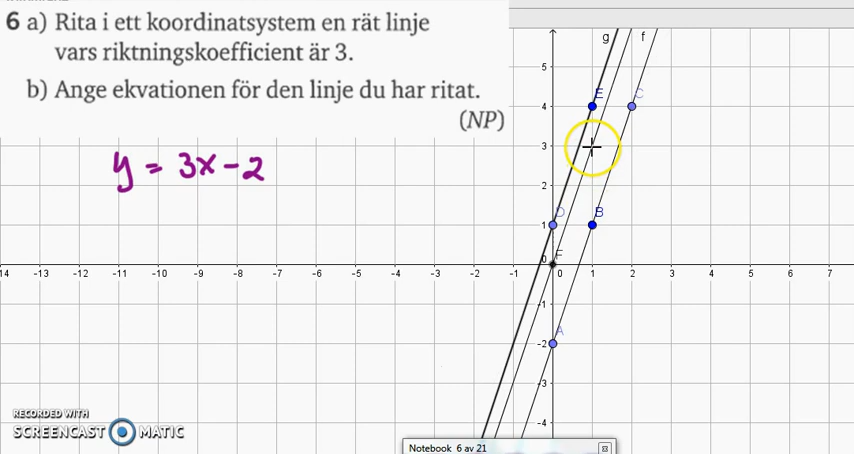 6 a) Rita i ett koordinatsystem en rät linje
vars riktningskoefficient är 3.
b) Ange ekvationen för den linje du har ritat.
(NP)
y = 3x - 2
g f
5
E C
4
3
2
D B
1
F
14 -13 -12 -11 -10 -9 -8 -7 -6 -5 -4 -3 -2 -1 0 0 1 2 3 4 5 6 7
-1
A
-2
-3
-4
RECORDED WITH
SCREENCAST MATIC
Notebook 6 av 21